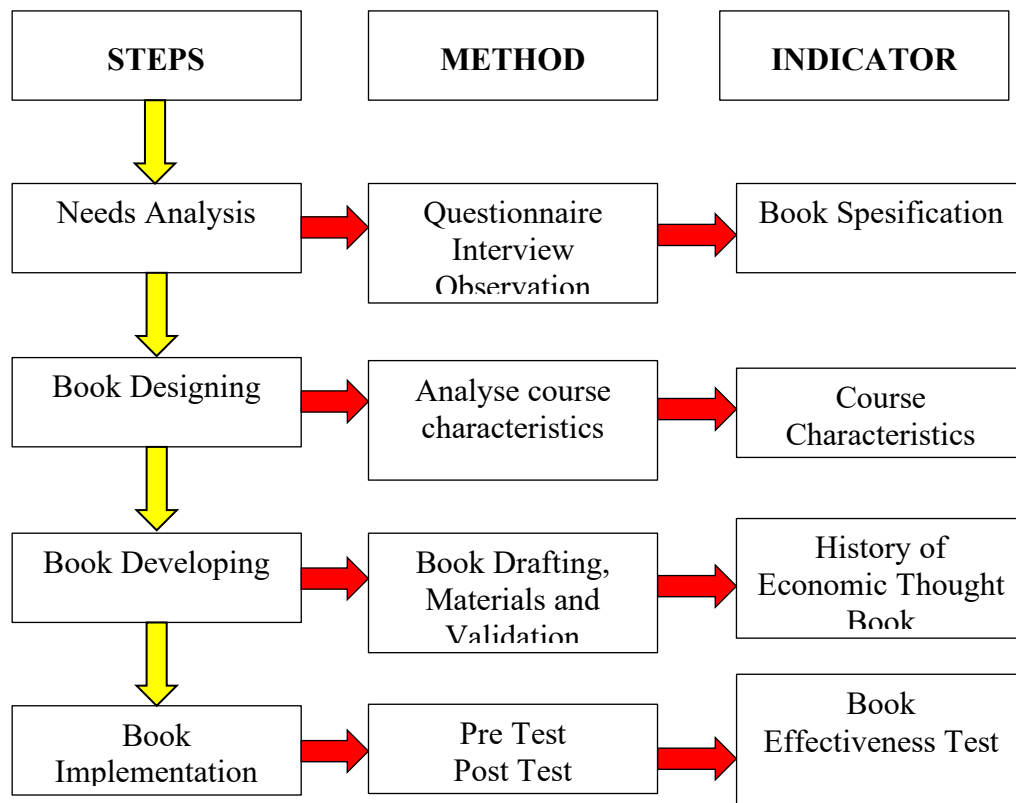 STEPS
METHOD
INDICATOR
Needs Analysis
Questionnaire
Interview
Observation
Book Spesification
Book Designing
Analyse course
characteristics
Course
Characteristics
Book Developing
Book Drafting,
Materials and
Validation
History of
Economic Thought
Book
Book
Implementation
Pre Test
Post Test
Book
Effectiveness Test